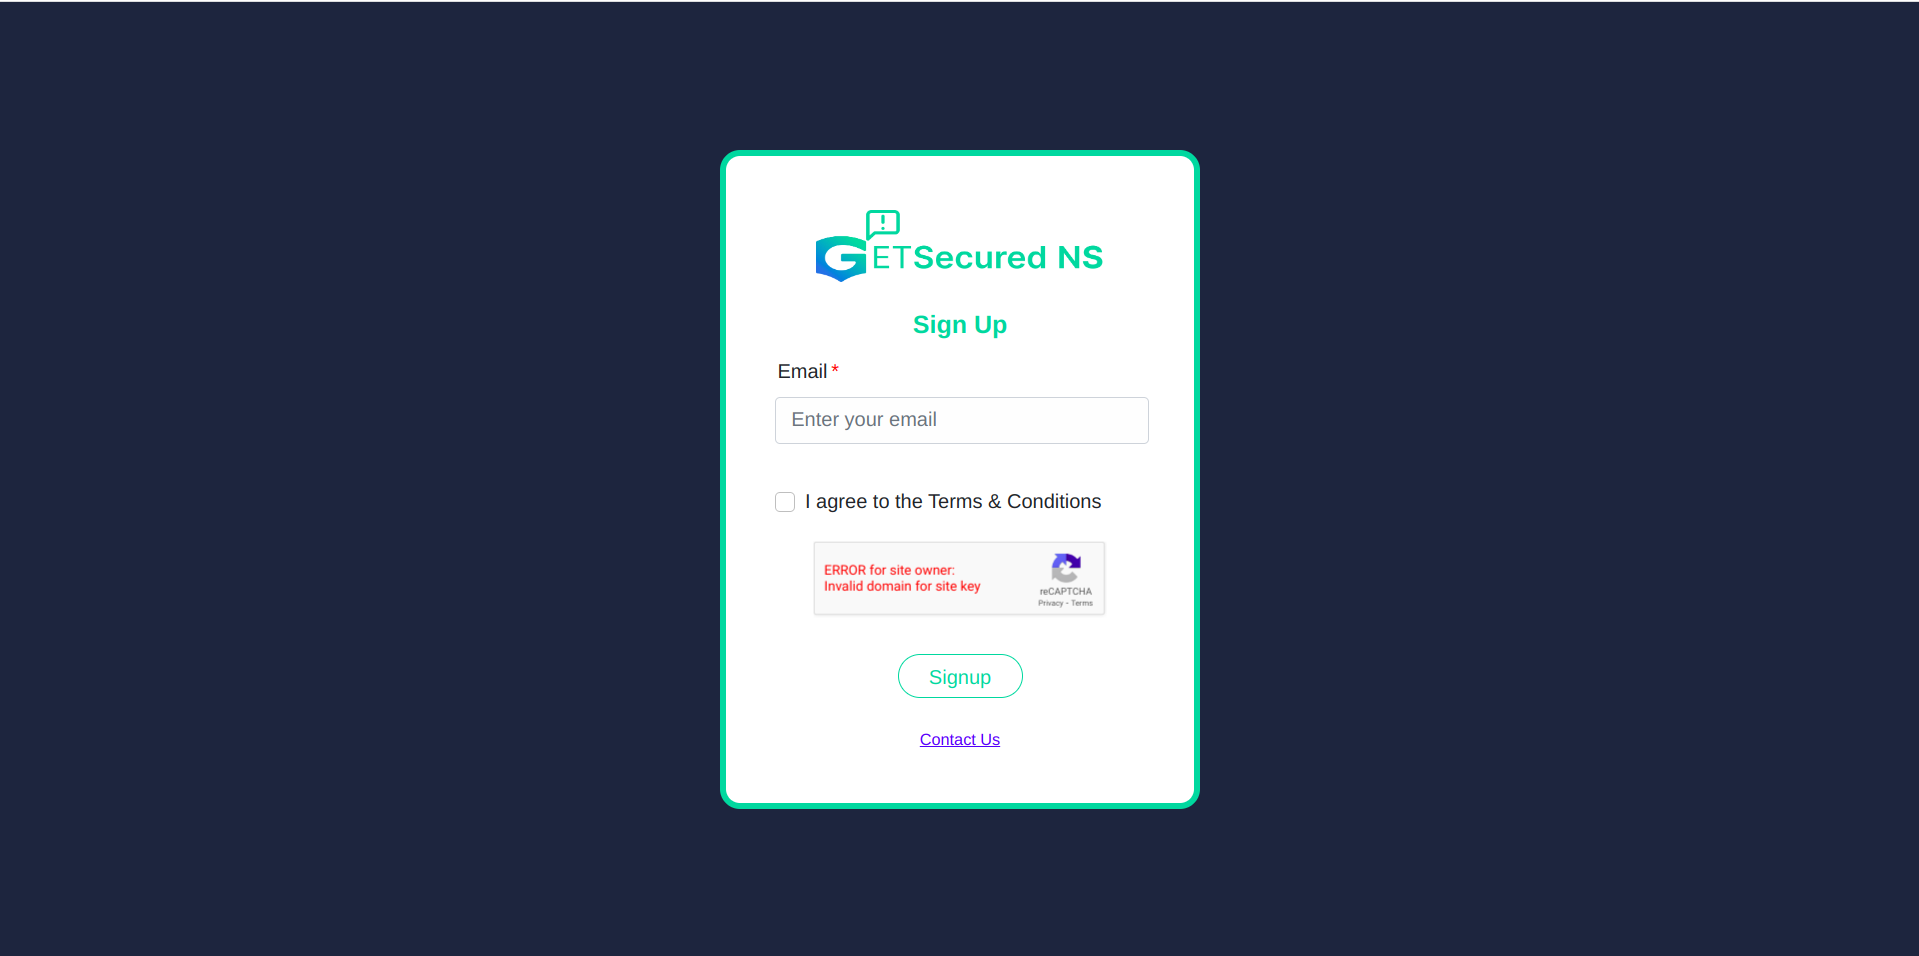 GETSecured NS
Sign Up
Email *
Enter your email
I agree to the Terms & Conditions
ERROR for site owner:
Invalid domain for site key
reCAPTCHA
Privacy - Terms
Signup
Contact Us